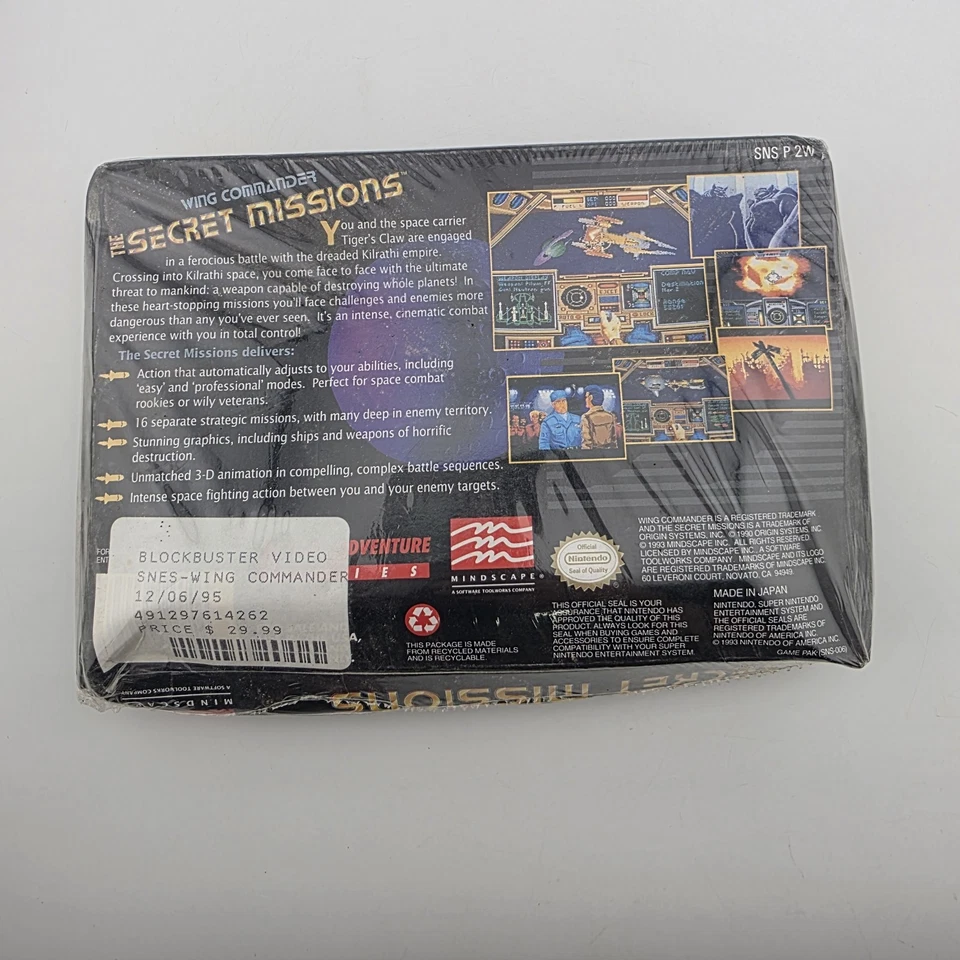 SNS P 2W
WING COMMANDER
THE SECRET MISSIONS™
You and the space carrier
Tiger's Claw are engaged
in a ferocious battle with the dreaded Kilrathi empire.
Crossing into Kilrathi space, you come face to face with the ultimate
threat to mankind: a weapon capable of destroying whole planets! In
these heart-stopping missions you'll face challenges and enemies more
dangerous than any you've ever seen. It's an intense, cinematic combat
experience with you in total control!
The Secret Missions delivers:
Action that automatically adjusts to your abilities, including
'easy' and 'professional' modes. Perfect for space combat
rookies or wily veterans.
16 separate strategic missions, with many deep in enemy territory.
Stunning graphics, including ships and weapons of horrific
destruction.
Unmatched 3-D animation in compelling, complex battle sequences.
Intense space fighting action between you and your enemy targets.
FOR
ENT
BLOCKBUSTER VIDEO
SNES-WING COMMANDER
12/06/95
491297614262
PRICE $ 29.99
DVENTURE
IES
MINDSCAPE®
A SOFTWARE TOOLWORKS COMPANY
Official
Nintendo
Seal of Quality
WING COMMANDER IS A REGISTERED TRADEMARK
AND THE SECRET MISSIONS IS A TRADEMARK OF
ORIGIN SYSTEMS, INC. © 1990 ORIGIN SYSTEMS, INC
© 1993 MINDSCAPE INC. ALL RIGHTS RESERVED.
LICENSED BY MINDSCAPE INC. A SOFTWARE
TOOLWORKS COMPANY. MINDSCAPE AND ITS LOGO
ARE REGISTERED TRADEMARKS OF MINDSCAPE INC.
60 LEVERONI COURT, NOVATO, CA 94949.
MADE IN JAPAN
NINTENDO, SUPER NINTENDO
ENTERTAINMENT SYSTEM AND
THE OFFICIAL SEALS ARE
REGISTERED TRADEMARKS OF
NINTENDO OF AMERICA INC
© 1993 NINTENDO OF AMERICA INC.
GAME PAK (SNS-006)
THIS OFFICIAL SEAL IS YOUR
ASSURANCE THAT NINTENDO HAS
APPROVED THE QUALITY OF THIS
PRODUCT. ALWAYS LOOK FOR THIS
SEAL WHEN BUYING GAMES AND
ACCESSORIES TO ENSURE COMPLETE
COMPATIBILITY WITH YOUR SUPER
NINTENDO ENTERTAINMENT SYSTEM.
THIS PACKAGE IS MADE
FROM RECYCLED MATERIALS
AND IS RECYCLABLE.
A SOFTWARE TOOLWORKS COMPANY
SECRET MISSIONS